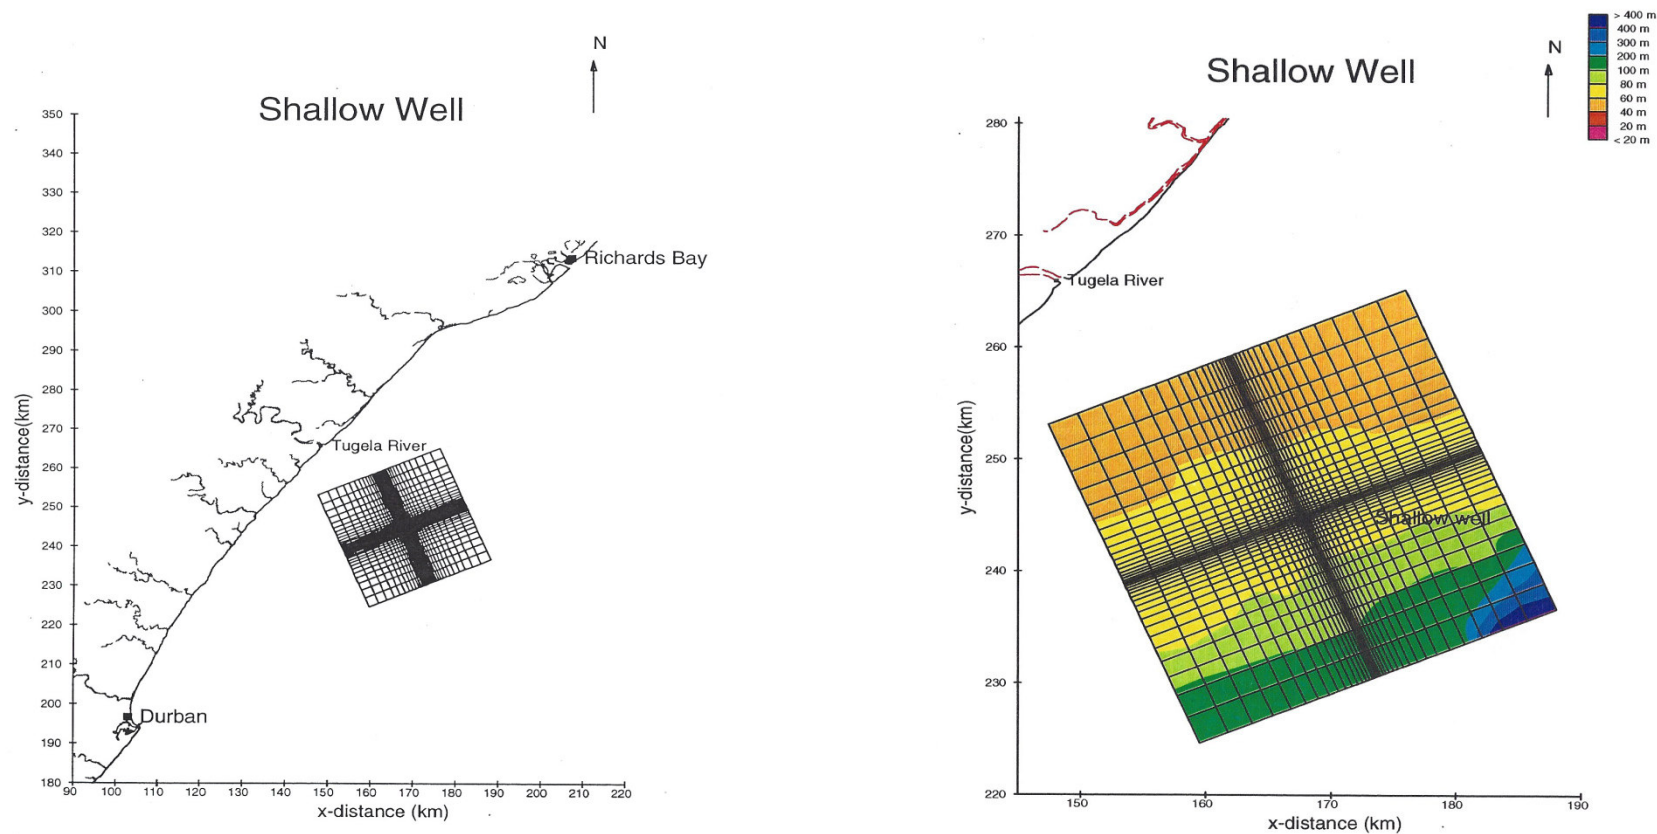 N
Shallow Well
350
340
330
320
310
300
290
280
270
260
250
240
230
220
210
200
190
180
y-distance(km)
Richards Bay
Tugela River
Durban
90 100 110 120 130 140 150 160 170 180 190 200 210 220
x-distance (km)
> 400 m
400 m
300 m
200 m
100 m
80 m
60 m
40 m
20 m
< 20 m
N
Shallow Well
280
270
260
250
240
230
220
y-distance(km)
Tugela River
Shallow well
150 160 170 180 190
x-distance (km)